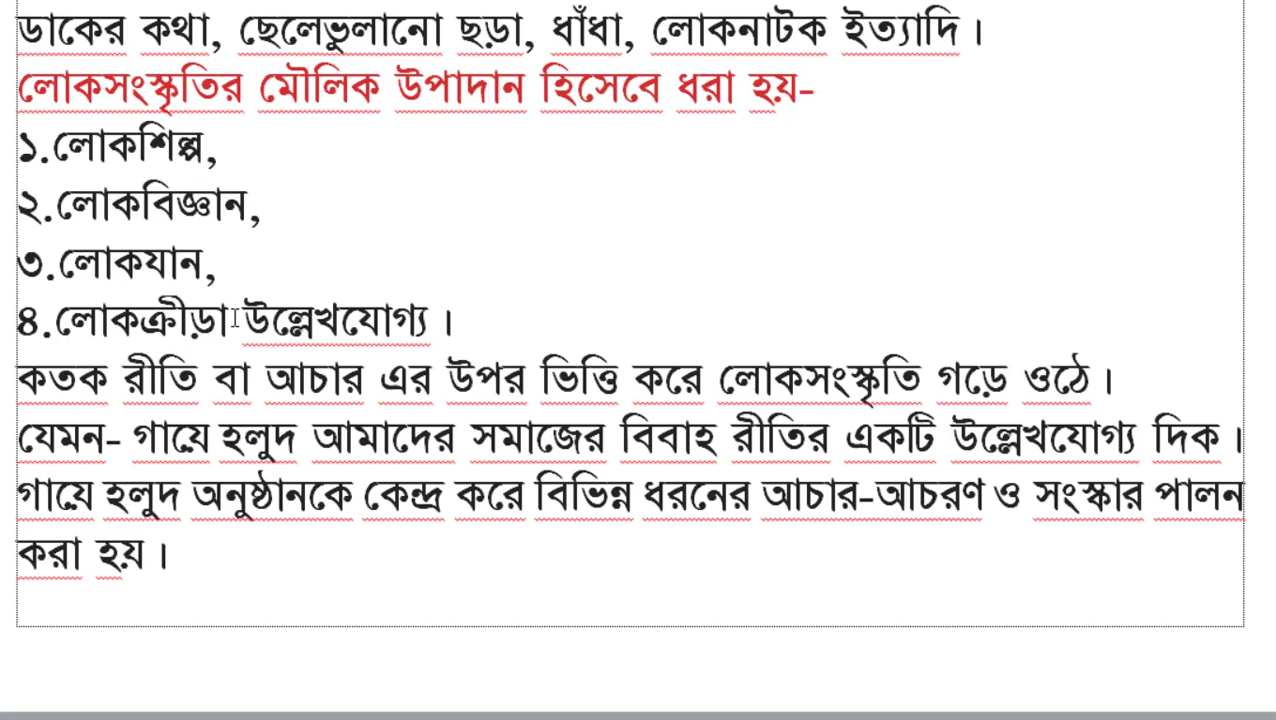 ডাকের কথা, ছেলেভুলানো ছড়া, ধাঁধা, লোকনাটক ইত্যাদি।
লোকসংস্কৃতির মৌলিক উপাদান হিসেবে ধরা হয়-
১.লোকশিল্প,
২.লোকবিজ্ঞান,
৩.লোকযান,
৪.লোকক্রীড়া উল্লেখযোগ্য।
কতক রীতি বা আচার এর উপর ভিত্তি করে লোকসংস্কৃতি গড়ে ওঠে।
যেমন- গায়ে হলুদ আমাদের সমাজের বিবাহ রীতির একটি উল্লেখযোগ্য দিক।
গায়ে হলুদ অনুষ্ঠানকে কেন্দ্র করে বিভিন্ন ধরনের আচার-আচরণ ও সংস্কার পালন
করা হয়।